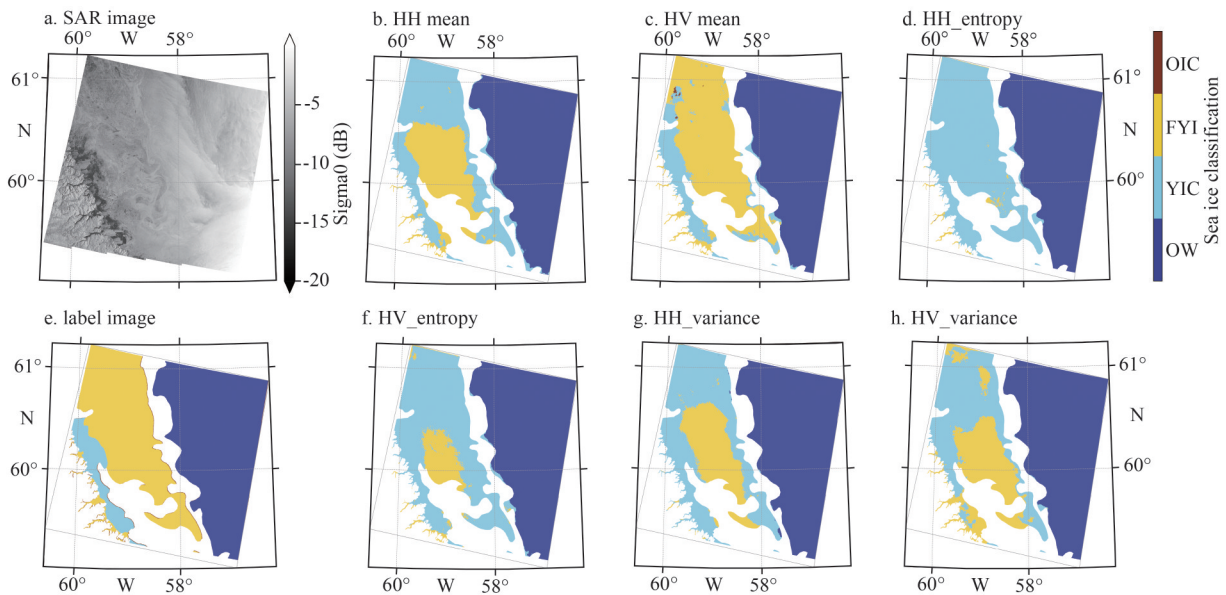 a. SAR image
60° W 58°
61°
N
60°
-5
-10
-15
-20
Sigma0 (dB)
b. HH mean
60° W 58°
c. HV mean
60° W 58°
d. HH_entropy
60° W 58°
61°
N
60°
OIC
FYI
YIC
OW
Sea ice classification
e. label image
61°
N
60°
60° W 58°
f. HV_entropy
60° W 58°
g. HH_variance
60° W 58°
h. HV_variance
61°
N
60°
60° W 58°